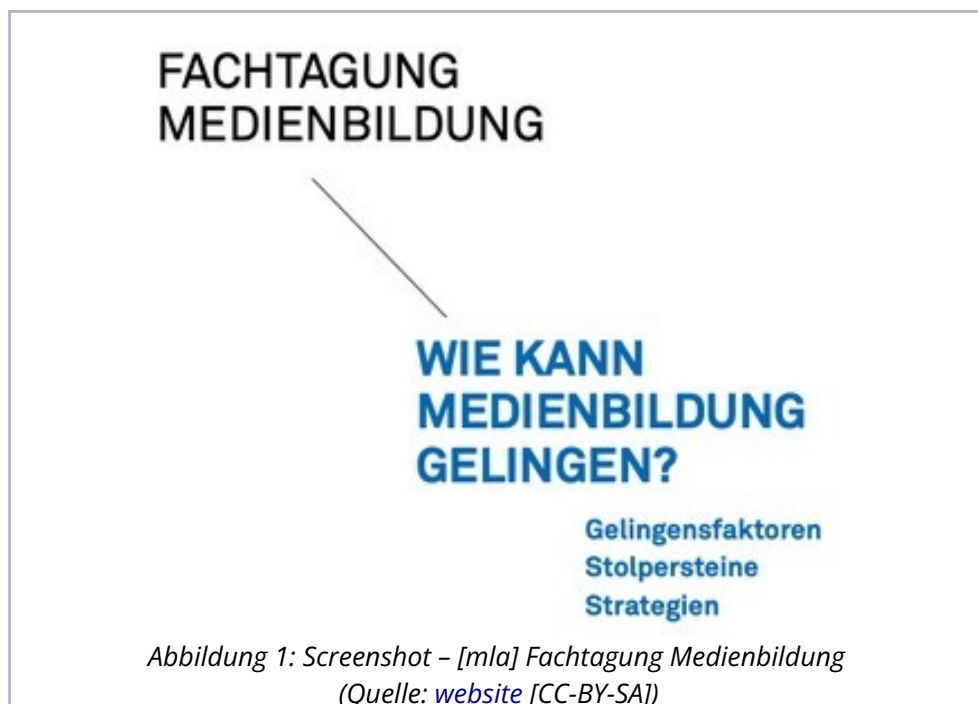 FACHTAGUNG
MEDIENBILDUNG
WIE KANN
MEDIENBILDUNG
GELINGEN?
Gelingensfaktoren
Stolpersteine
Strategien
Abbildung 1: Screenshot – [mla] Fachtagung Medienbildung
(Quelle: website [CC-BY-SA])